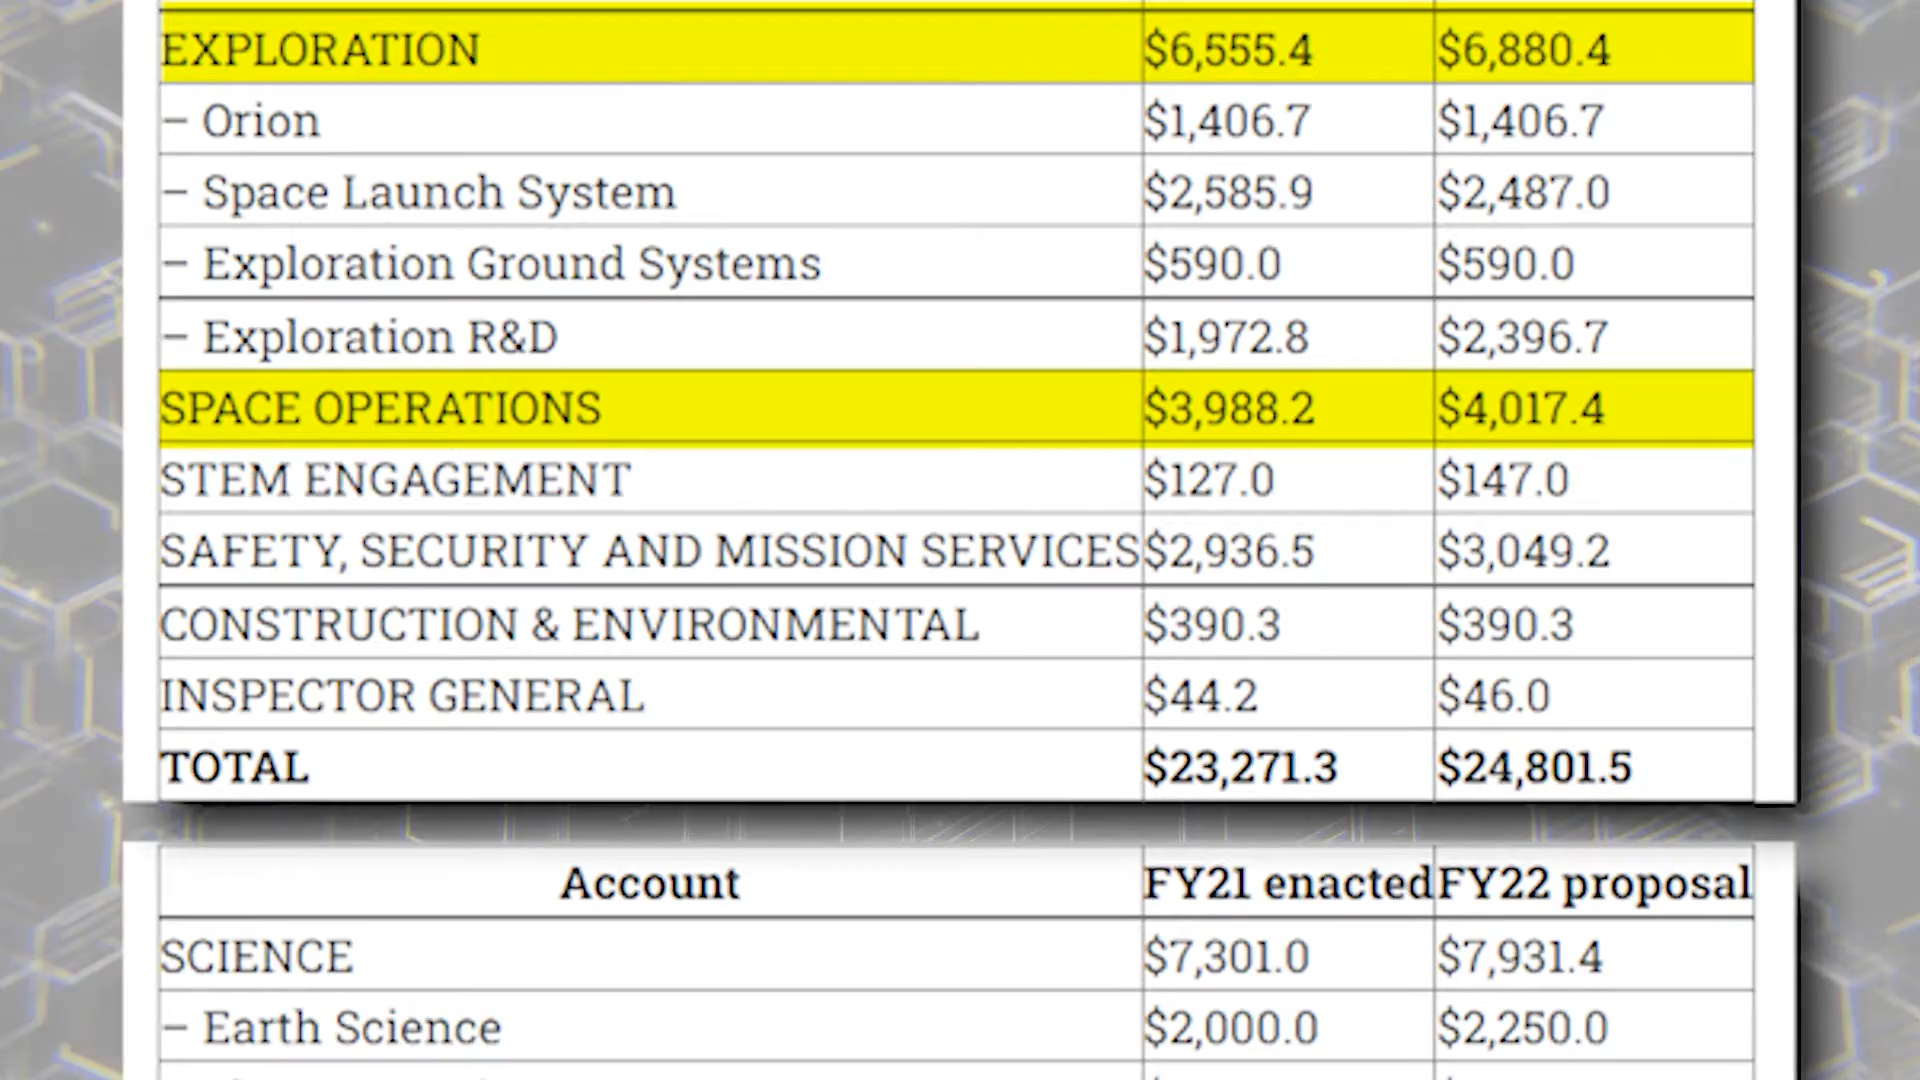 EXPLORATION $6,555.4 $6,880.4
– Orion $1,406.7 $1,406.7
– Space Launch System $2,585.9 $2,487.0
– Exploration Ground Systems $590.0 $590.0
– Exploration R&D $1,972.8 $2,396.7
SPACE OPERATIONS $3,988.2 $4,017.4
STEM ENGAGEMENT $127.0 $147.0
SAFETY, SECURITY AND MISSION SERVICES $2,936.5 $3,049.2
CONSTRUCTION & ENVIRONMENTAL $390.3 $390.3
INSPECTOR GENERAL $44.2 $46.0
TOTAL $23,271.3 $24,801.5
Account FY21 enacted FY22 proposal
SCIENCE $7,301.0 $7,931.4
– Earth Science $2,000.0 $2,250.0